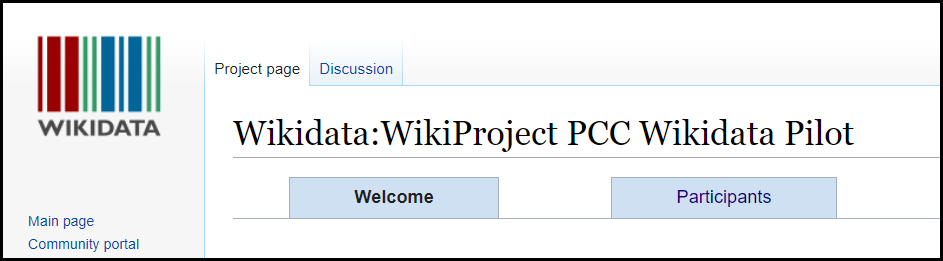 WIKIDATA
Project page
Discussion
Wikidata:WikiProject PCC Wikidata Pilot
Welcome
Participants
Main page
Community portal